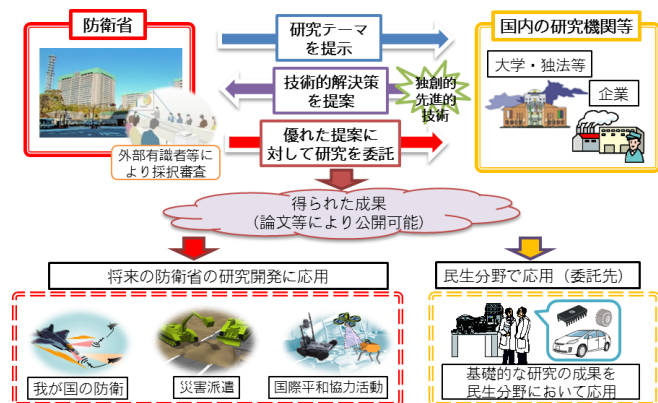 防衛省
国内の研究機関等
研究テーマ
を提示
技術的解決策
を提案
独創的
先進的
技術
優れた提案に
対して研究を委託
大学・独法等
企業
外部有識者等に
より採択審査
得られた成果
(論文等により公開可能)
将来の防衛省の研究開発に応用
民生分野で応用(委託先)
我が国の防衛
災害派遣
国際平和協力活動
基礎的な研究の成果を
民生分野において応用